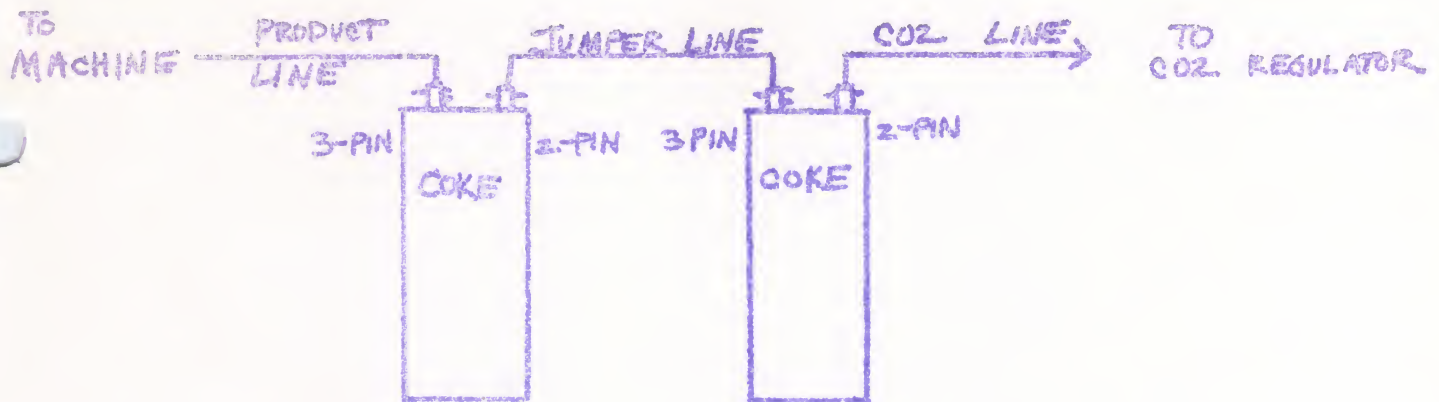 TO
MACHINE
PRODUCT
LINE
JUMPER LINE
CO2 LINE
TO
CO2 REGULATOR
3-PIN
2-PIN
3 PIN
2-PIN
COKE
COKE